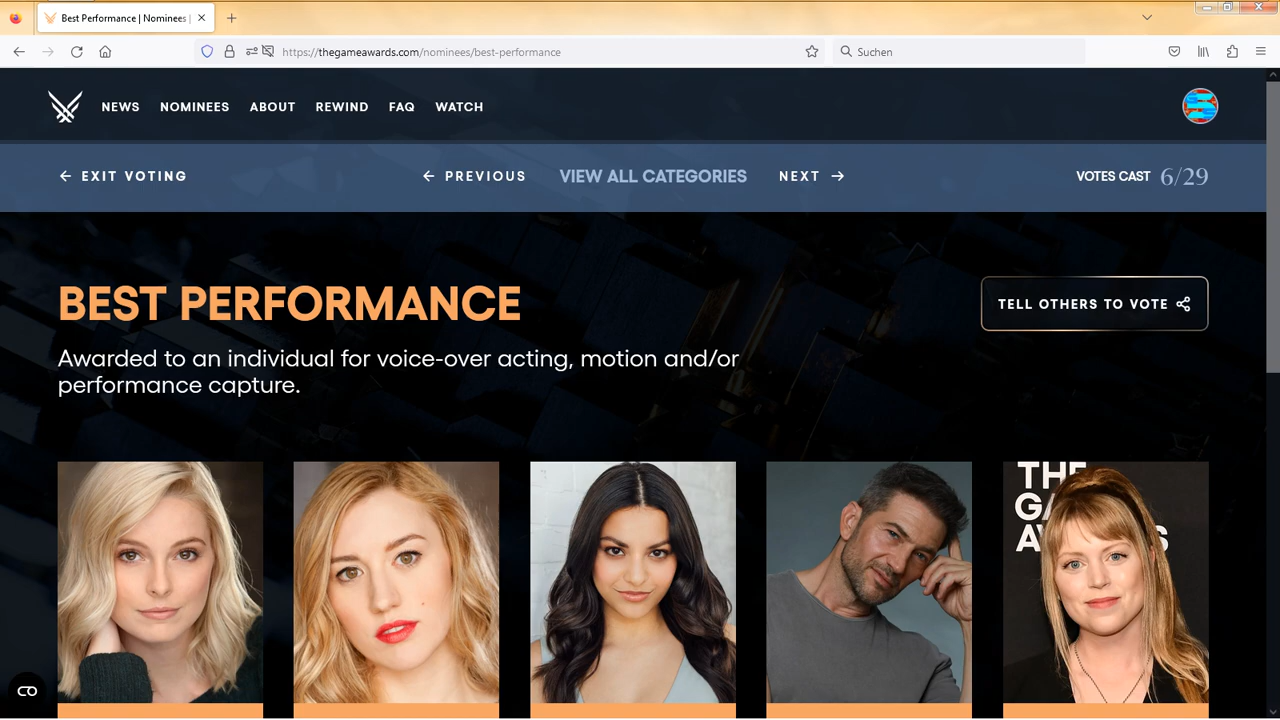 Best Performance | Nominees |
https://thegameawards.com/nominees/best-performance
Suchen
NEWS NOMINEES ABOUT REWIND FAQ WATCH
← EXIT VOTING ← PREVIOUS VIEW ALL CATEGORIES NEXT → VOTES CAST 6/29
BEST PERFORMANCE
TELL OTHERS TO VOTE
Awarded to an individual for voice-over acting, motion and/or
performance capture.
THE